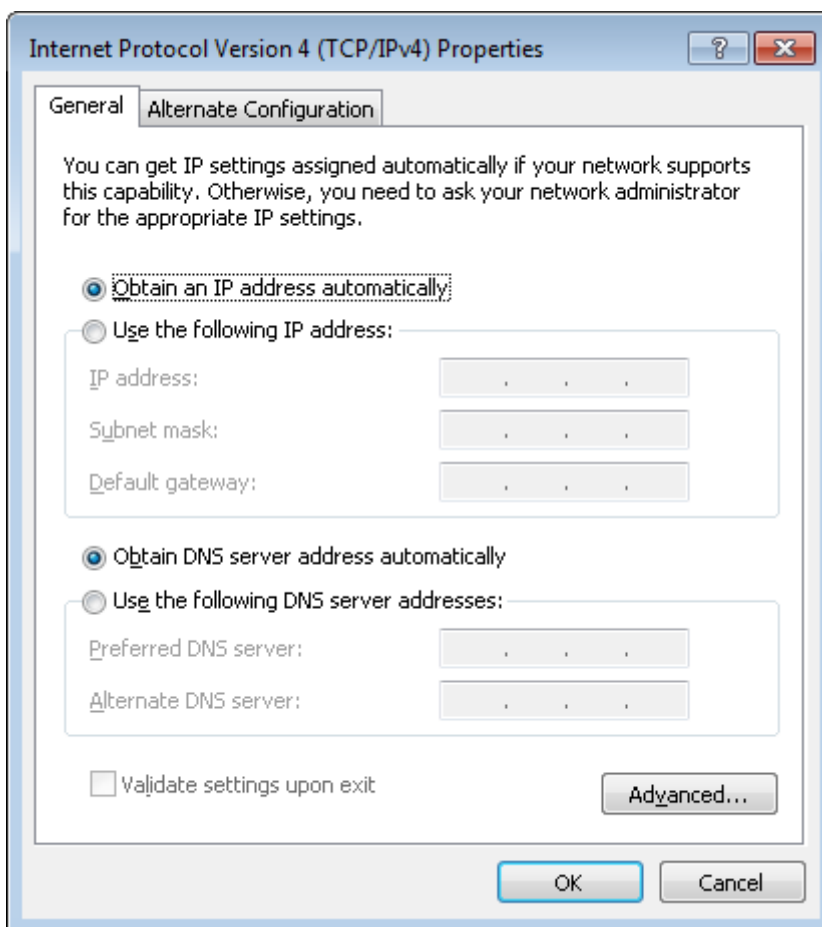 Internet Protocol Version 4 (TCP/IPv4) Properties
General
Alternate Configuration
You can get IP settings assigned automatically if your network supports
this capability. Otherwise, you need to ask your network administrator
for the appropriate IP settings.
Obtain an IP address automatically
Use the following IP address:
IP address:
Subnet mask:
Default gateway:
Obtain DNS server address automatically
Use the following DNS server addresses:
Preferred DNS server:
Alternate DNS server:
Validate settings upon exit
Advanced...
OK
Cancel